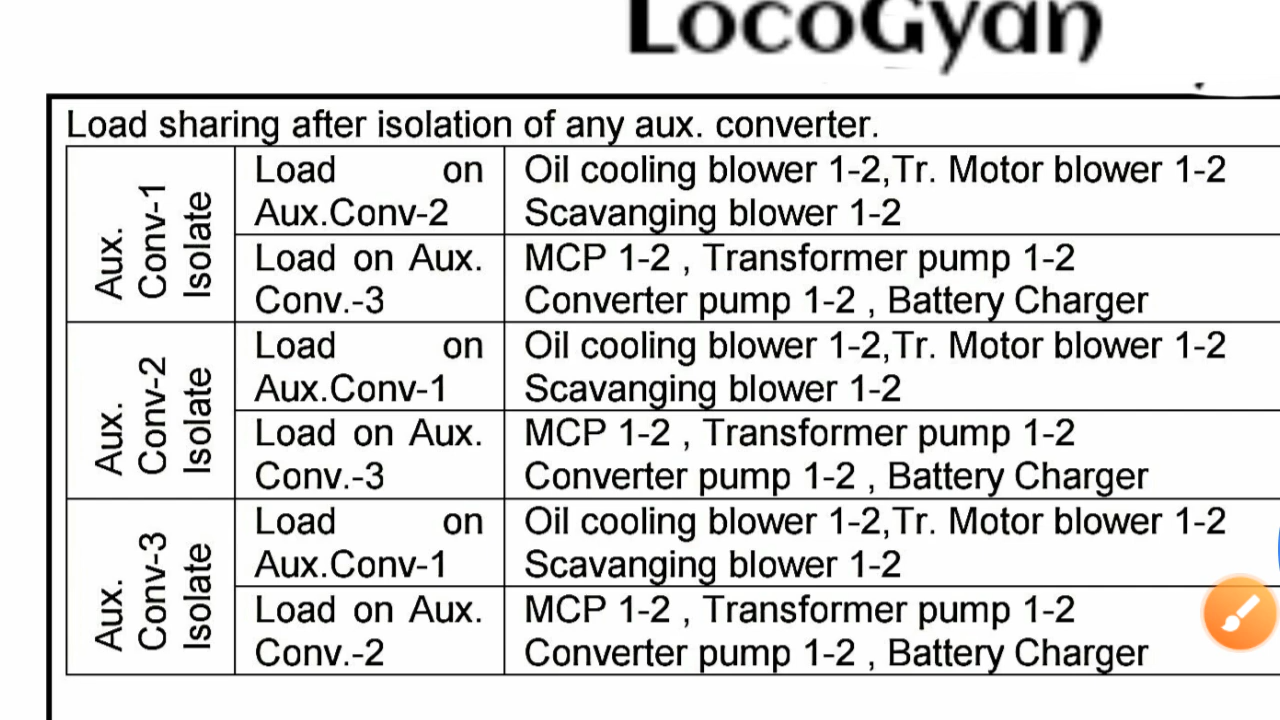 LocoGyan
Load sharing after isolation of any aux. converter.
Aux.
Conv-1
Isolate
Load on
Aux.Conv-2
Oil cooling blower 1-2,Tr. Motor blower 1-2
Scavanging blower 1-2
Load on Aux.
Conv.-3
MCP 1-2 , Transformer pump 1-2
Converter pump 1-2 , Battery Charger
Aux.
Conv-2
Isolate
Load on
Aux.Conv-1
Oil cooling blower 1-2,Tr. Motor blower 1-2
Scavanging blower 1-2
Load on Aux.
Conv.-3
MCP 1-2 , Transformer pump 1-2
Converter pump 1-2 , Battery Charger
Aux.
Conv-3
Isolate
Load on
Aux.Conv-1
Oil cooling blower 1-2,Tr. Motor blower 1-2
Scavanging blower 1-2
Load on Aux.
Conv.-2
MCP 1-2 , Transformer pump 1-2
Converter pump 1-2 , Battery Charger